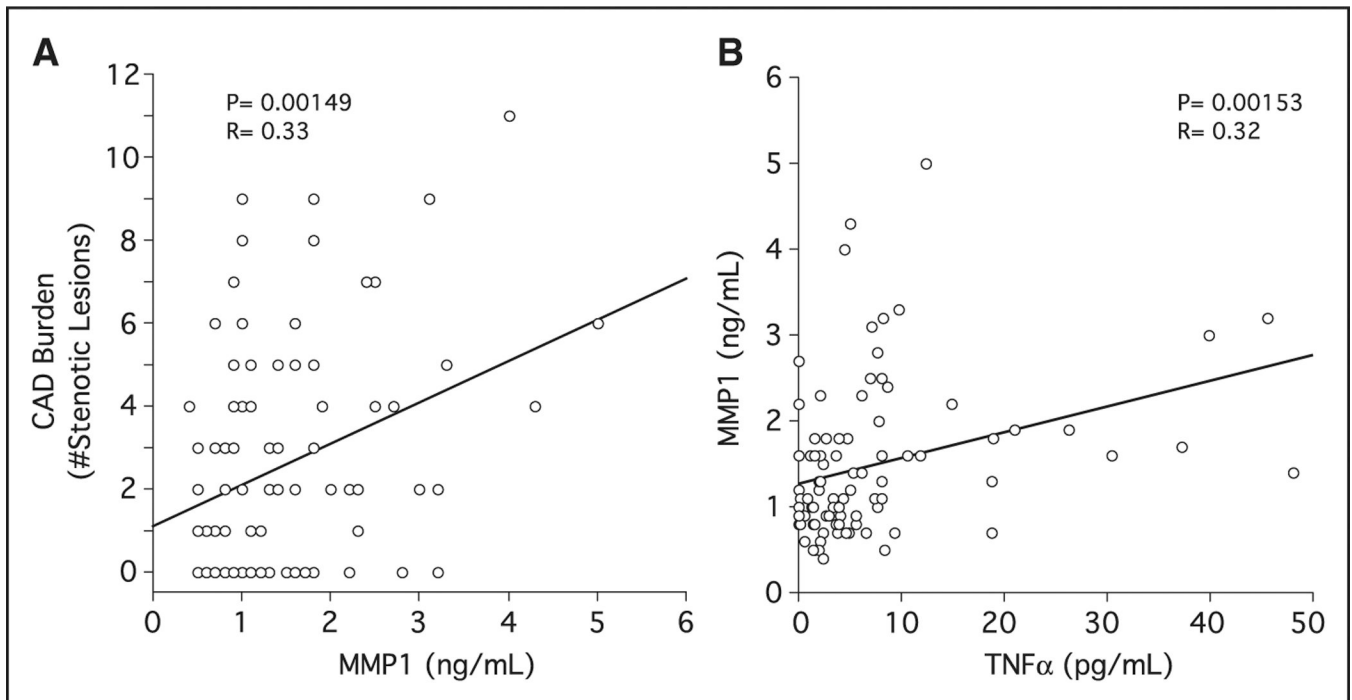 A
P= 0.00149
R= 0.33
12
10
8
6
4
2
0
CAD Burden
(#Stenotic Lesions)
0 1 2 3 4 5 6
MMP1 (ng/mL)
B
P= 0.00153
R= 0.32
6
5
4
3
2
1
0
MMP1 (ng/mL)
0 10 20 30 40 50
TNFα (pg/mL)